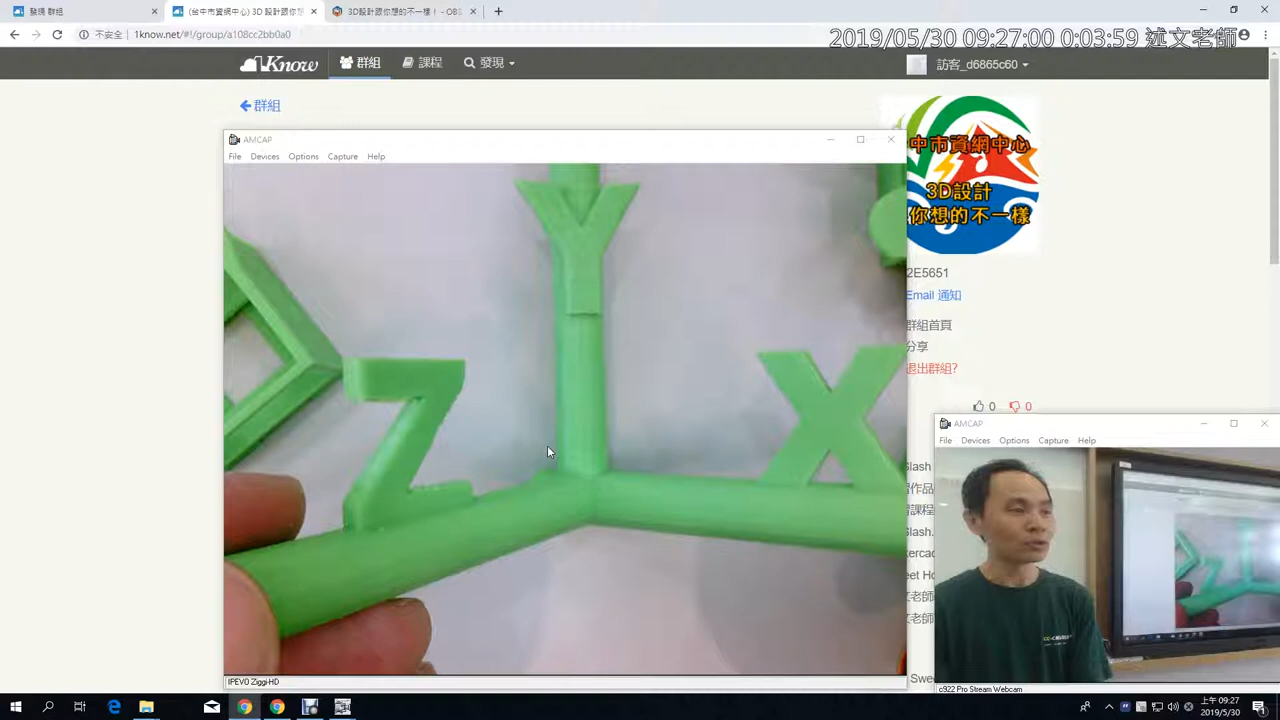 發現 群組
(台中市資網中心) 3D 設計跟你想
3D設計跟你想的不一樣！ - OBS
不安全
1know.net/#!/group/a108cc2bb0a0
2019/05/30 09:27:00 0:03:59 述文老師
1Know
群組
課程
發現
訪客_d6865c60
群組
AMCAP
File Devices Options Capture Help
Y
Z
X
IPEVO Ziggi-HD
中市資網中心
3D設計
你想的不一樣
2E5651
Email 通知
群組首頁
分享
退出群組?
0 0
Slash
AMCAP
File Devices Options Capture Help
c922 Pro Stream Webcam
上午 09:27
2019/5/30